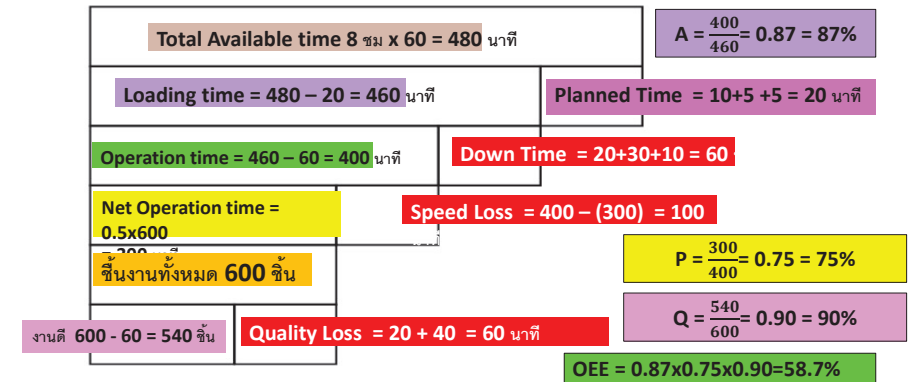 Total Available time 8 ชม x 60 = 480 นาที
A = 400/460 = 0.87 = 87%
Loading time = 480 – 20 = 460 นาที
Planned Time = 10+5 +5 = 20 นาที
Operation time = 460 – 60 = 400 นาที
Down Time = 20+30+10 = 60
Net Operation time =
0.5x600
Speed Loss = 400 – (300) = 100
P = 300/400 = 0.75 = 75%
ชิ้นงานทั้งหมด 600 ชิ้น
Q = 540/600 = 0.90 = 90%
งานดี 600 - 60 = 540 ชิ้น
Quality Loss = 20 + 40 = 60 นาที
OEE = 0.87x0.75x0.90=58.7%